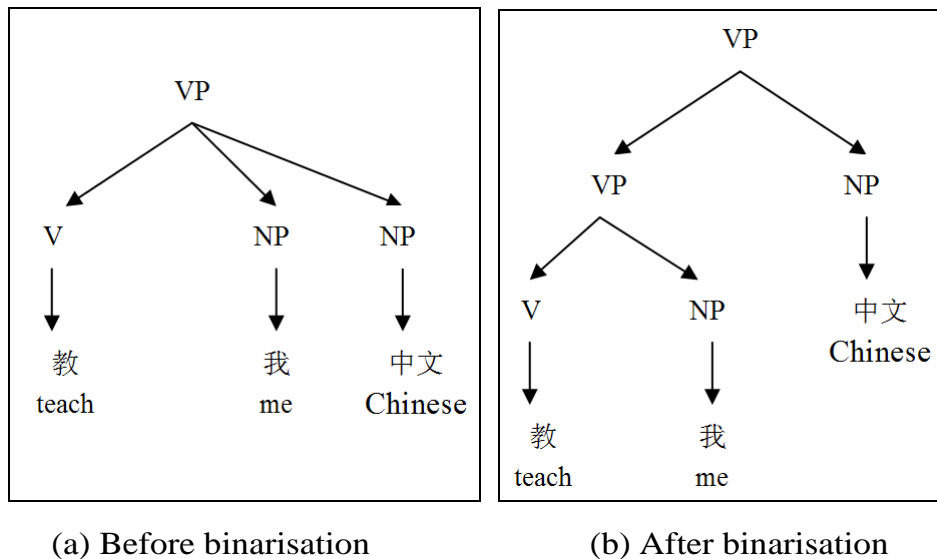 VP
V NP NP
教 我 中文
teach me Chinese
(a) Before binarisation
VP
VP NP
V NP 中文
Chinese
教 我
teach me
(b) After binarisation